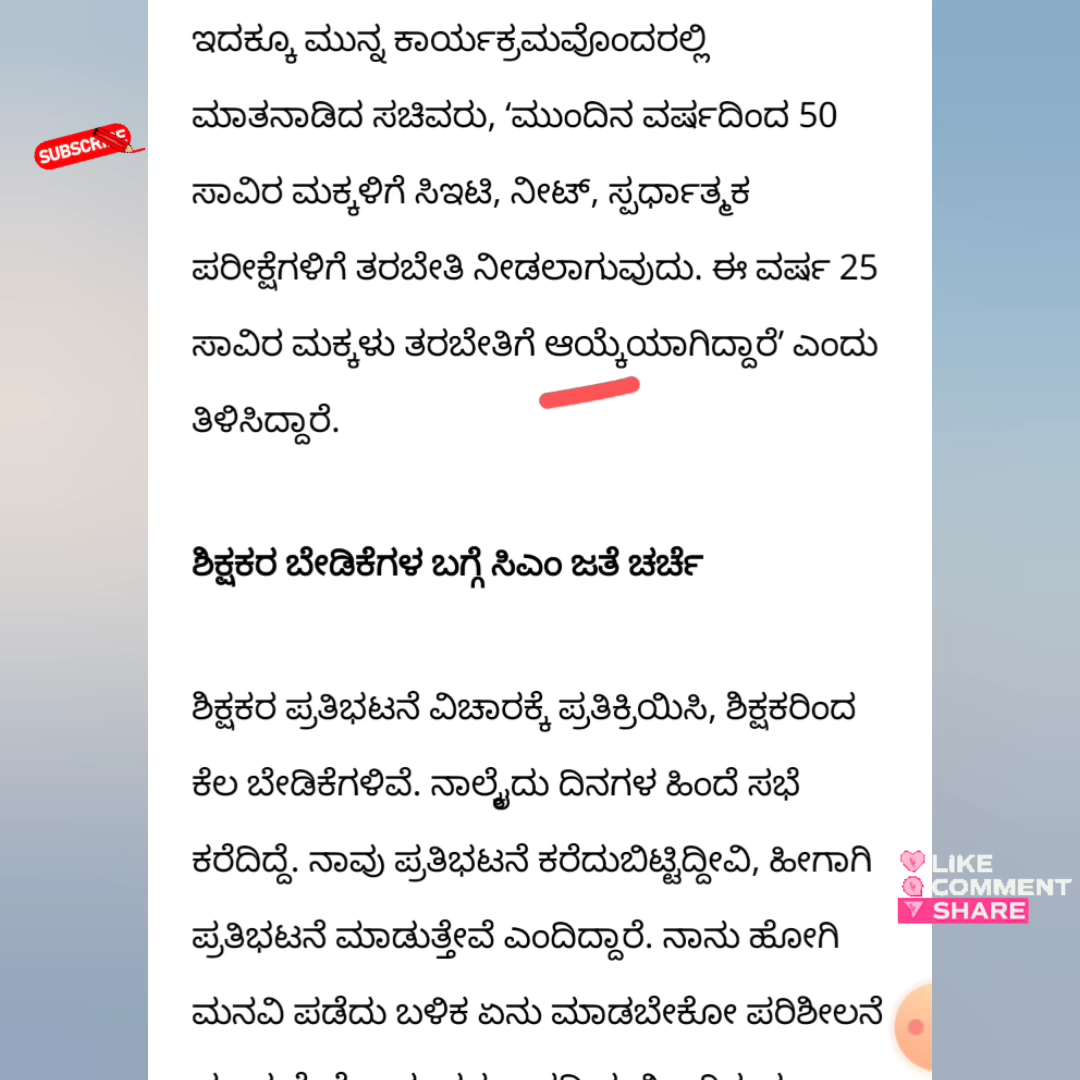 ಇದಕ್ಕೂ ಮುನ್ನ ಕಾರ್ಯಕ್ರಮವೊಂದರಲ್ಲಿ
ಮಾತನಾಡಿದ ಸಚಿವರು, ‘ಮುಂದಿನ ವರ್ಷದಿಂದ 50
ಸಾವಿರ ಮಕ್ಕಳಿಗೆ ಸಿಇಟಿ, ನೀಟ್, ಸ್ಪರ್ಧಾತ್ಮಕ
ಪರೀಕ್ಷೆಗಳಿಗೆ ತರಬೇತಿ ನೀಡಲಾಗುವುದು. ಈ ವರ್ಷ 25
ಸಾವಿರ ಮಕ್ಕಳು ತರಬೇತಿಗೆ ಆಯ್ಕೆಯಾಗಿದ್ದಾರೆ’ ಎಂದು
ತಿಳಿಸಿದ್ದಾರೆ.
ಶಿಕ್ಷಕರ ಬೇಡಿಕೆಗಳ ಬಗ್ಗೆ ಸಿಎಂ ಜತೆ ಚರ್ಚೆ
ಶಿಕ್ಷಕರ ಪ್ರತಿಭಟನೆ ವಿಚಾರಕ್ಕೆ ಪ್ರತಿಕ್ರಿಯಿಸಿ, ಶಿಕ್ಷಕರಿಂದ
ಕೆಲ ಬೇಡಿಕೆಗಳಿವೆ. ನಾಲ್ಕೈದು ದಿನಗಳ ಹಿಂದೆ ಸಭೆ
ಕರೆದಿದ್ದೆ. ನಾವು ಪ್ರತಿಭಟನೆ ಕರೆದುಬಿಟ್ಟಿದ್ದೀವಿ, ಹೀಗಾಗಿ
ಪ್ರತಿಭಟನೆ ಮಾಡುತ್ತೇವೆ ಎಂದಿದ್ದಾರೆ. ನಾನು ಹೋಗಿ
ಮನವಿ ಪಡೆದು ಬಳಿಕ ಏನು ಮಾಡಬೇಕೋ ಪರಿಶೀಲನೆ
SUBSCRIBE
LIKE
COMMENT
SHARE